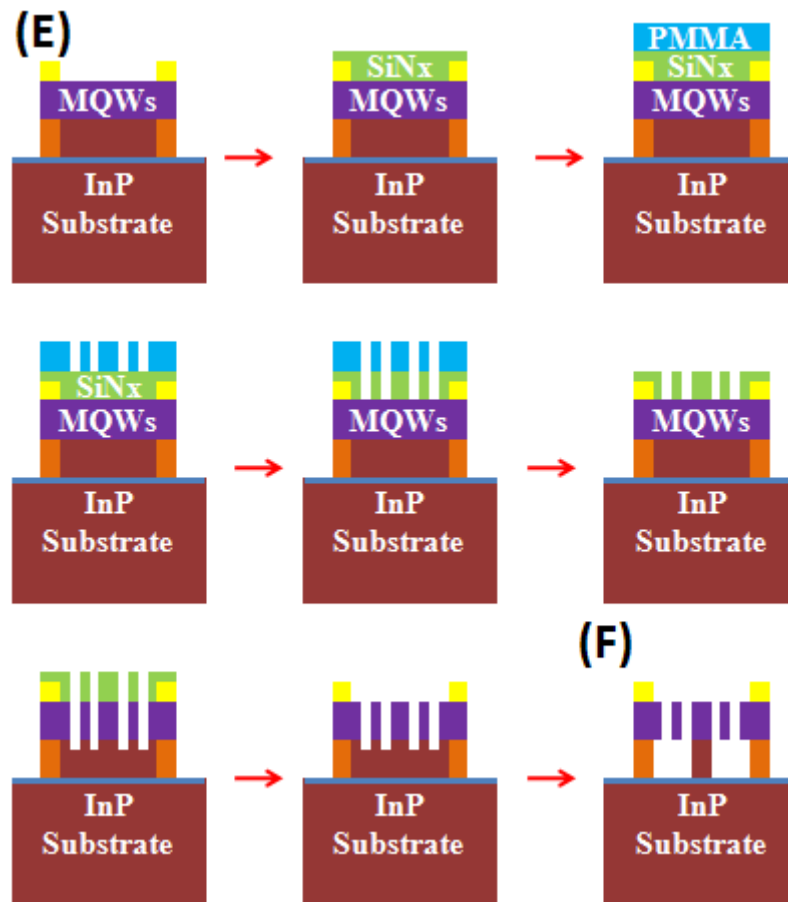 (E)
MQWs
InP
Substrate
SiNx
MQWs
InP
Substrate
PMMA
SiNx
MQWs
InP
Substrate
SiNx
MQWs
InP
Substrate
MQWs
InP
Substrate
MQWs
InP
Substrate
InP
Substrate
InP
Substrate
(F)
InP
Substrate